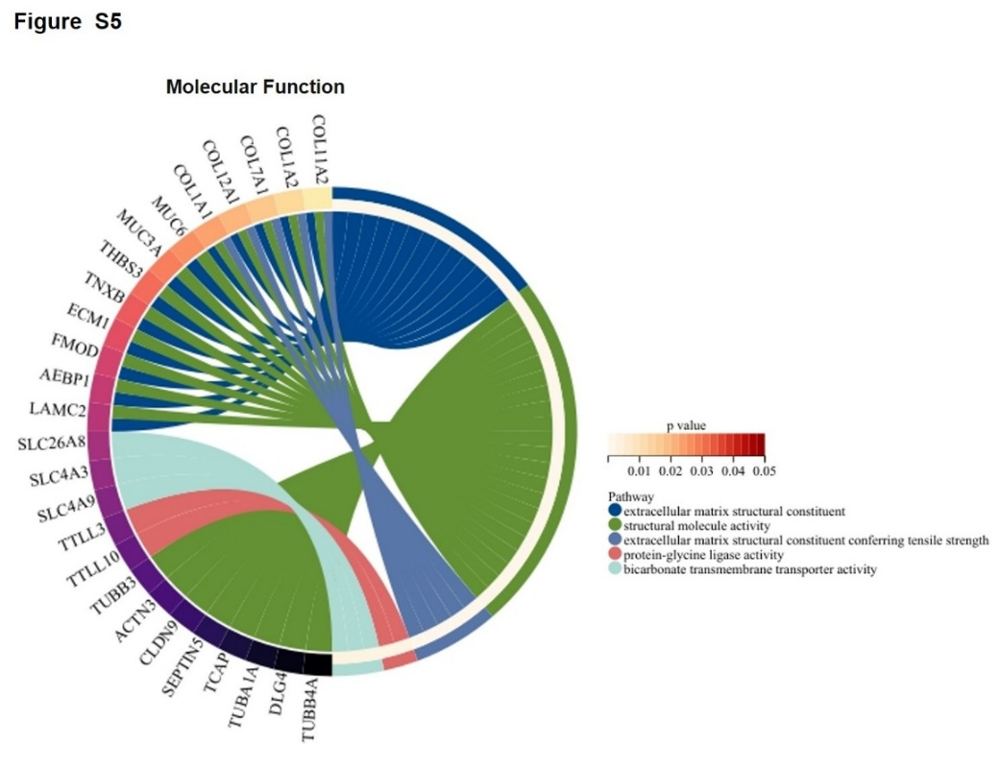 Figure S5
Molecular Function
COL11A2
COL1A2
COL7A1
COL12A1
COL1A1
MUC6
MUC3A
THBS3
TNXB
ECM1
FMOD
AEBP1
LAMC2
SLC26A8
SLC4A3
SLC4A9
TTLL3
TTLL10
TUBB3
ACTN3
CLDN9
SEPTIN5
TCAP
TUBA1A
DLG4
TUBB4A
p value
0.01 0.02 0.03 0.04 0.05
Pathway
extracellular matrix structural constituent
structural molecule activity
extracellular matrix structural constituent conferring tensile strength
protein-glycine ligase activity
bicarbonate transmembrane transporter activity